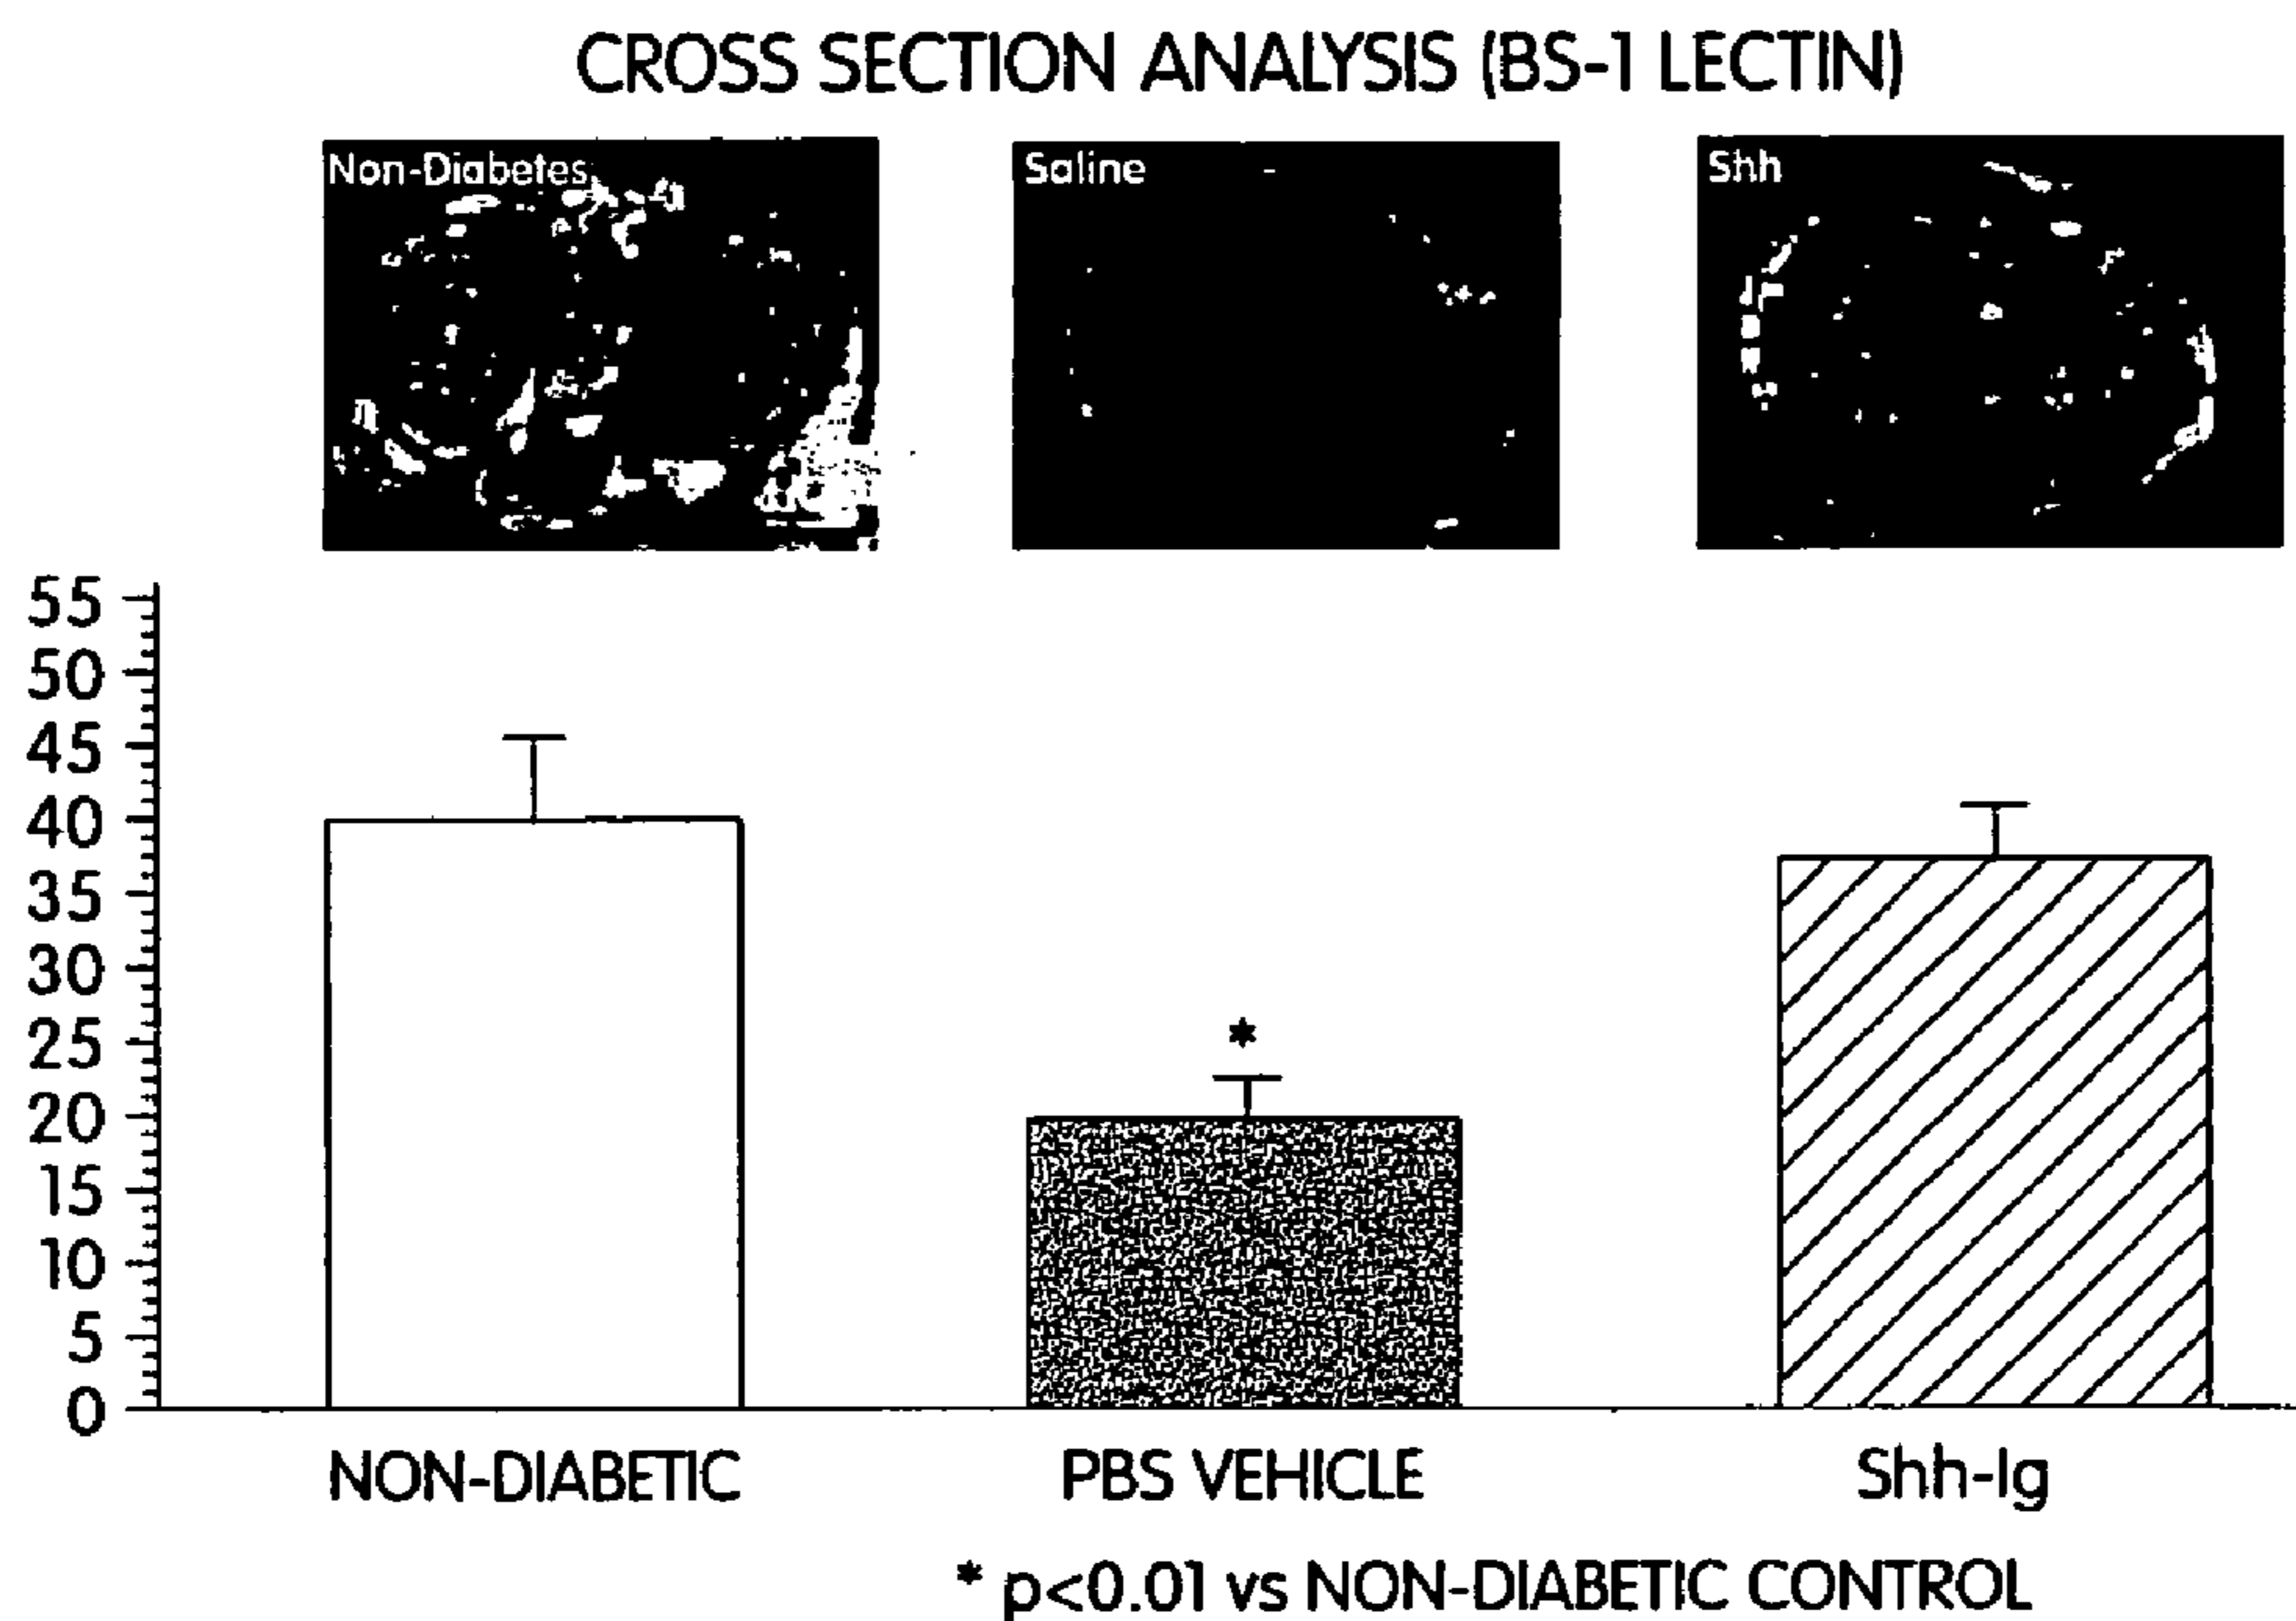 CROSS SECTION ANALYSIS (BS-1 LECTIN)
Non-Diabetes
Saline
Shh
55
50
45
40
35
30
25
20
15
10
5
0
*
NON-DIABETIC
PBS VEHICLE
Shh-Ig
* p<0.01 vs NON-DIABETIC CONTROL